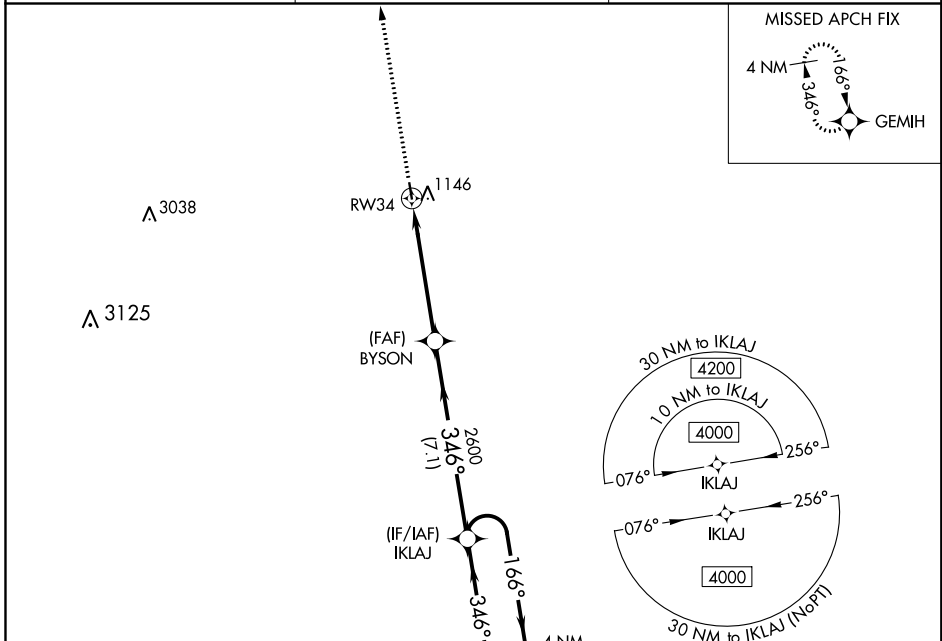 MISSED APCH FIX
4 NM
346°
166°
GEMIH
1146
RW34
3038
3125
(FAF)
BYSON
2600
346°
(7.1)
(IF/IAF)
IKLAJ
166°
346°
4 NM
30 NM to IKLAJ
4200
10 NM to IKLAJ
4000
076°
256°
IKLAJ
076°
256°
IKLAJ
4000
30 NM to IKLAJ (NoPT)